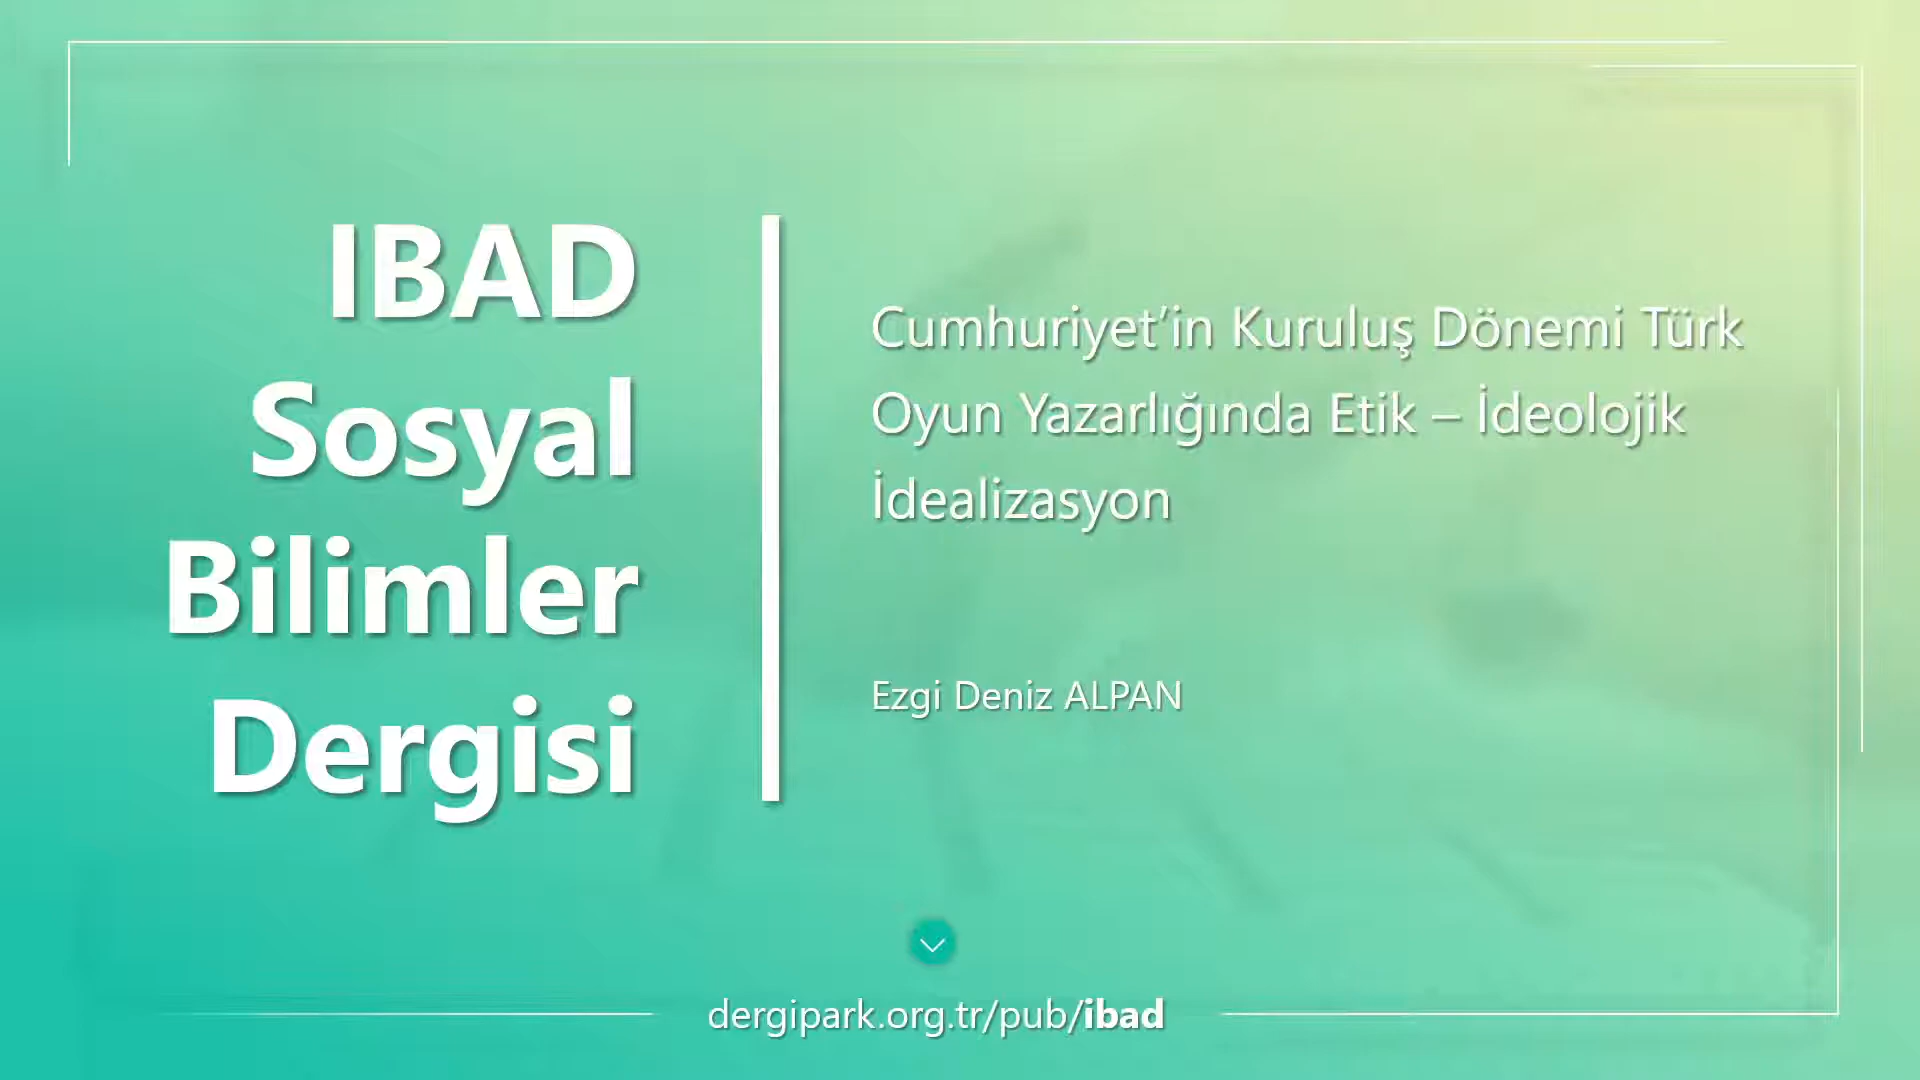 IBAD
Sosyal
Bilimler
Dergisi
Cumhuriyet’in Kuruluş Dönemi Türk
Oyun Yazarlığında Etik – İdeolojik
İdealizasyon
Ezgi Deniz ALPAN
dergipark.org.tr/pub/ibad